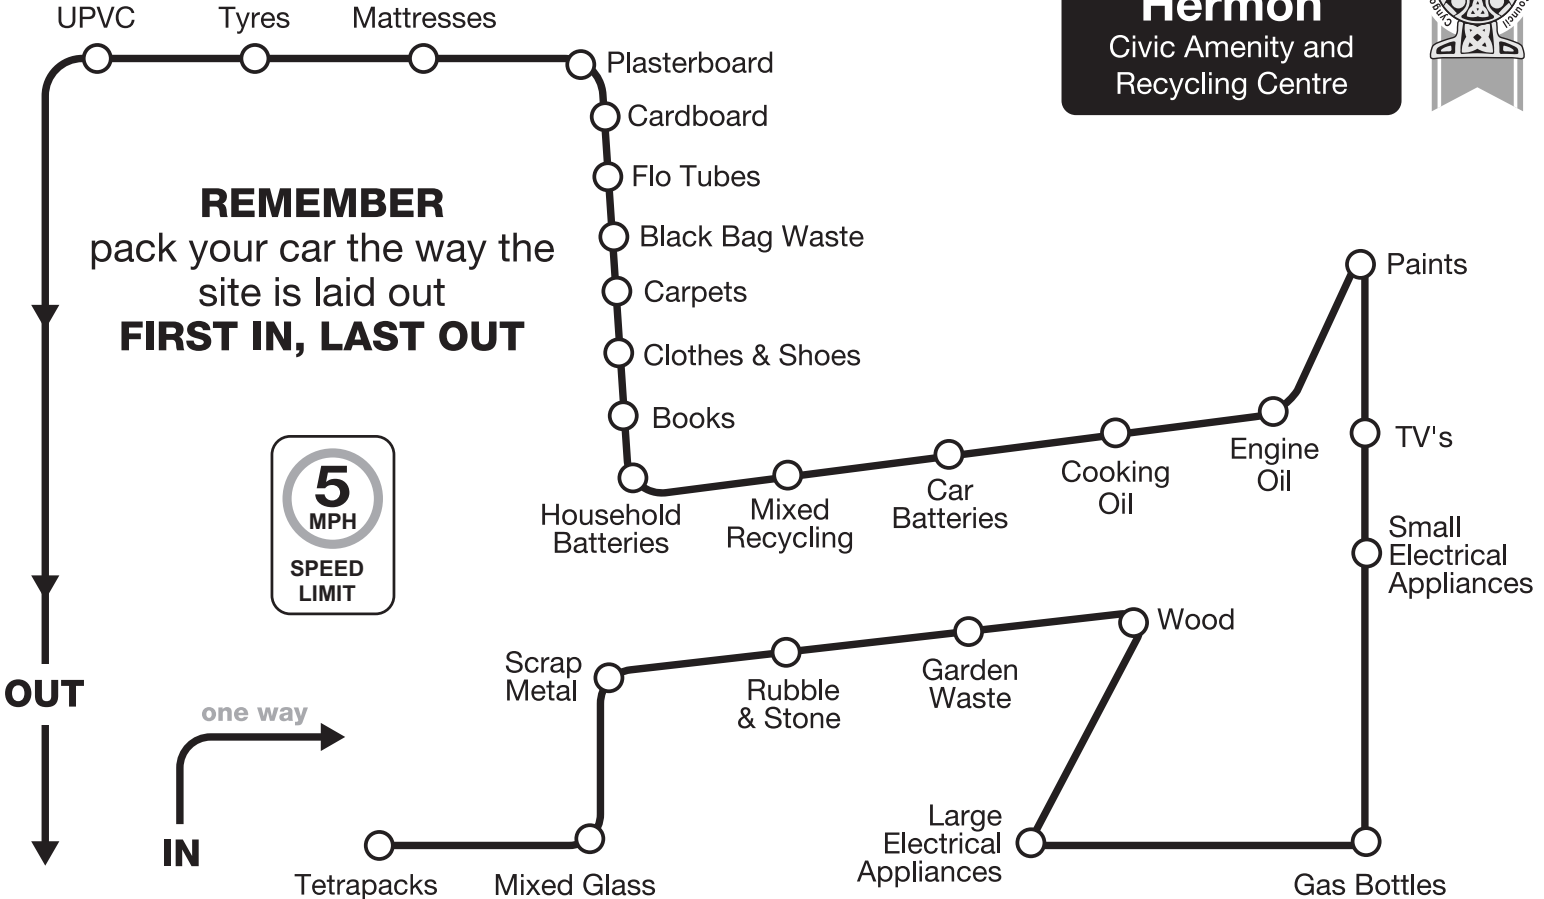 UPVC
Tyres
Mattresses
Hermon
Civic Amenity and
Recycling Centre
Plasterboard
Cardboard
Flo Tubes
Black Bag Waste
Carpets
Clothes & Shoes
Books
REMEMBER
pack your car the way the
site is laid out
FIRST IN, LAST OUT
Paints
TV's
Small
Electrical
Appliances
Engine
Oil
Cooking
Oil
Car
Batteries
Mixed
Recycling
Household
Batteries
5
MPH
SPEED
LIMIT
Wood
Garden
Waste
Rubble
& Stone
Scrap
Metal
OUT
one way
IN
Tetrapacks
Mixed Glass
Large
Electrical
Appliances
Gas Bottles